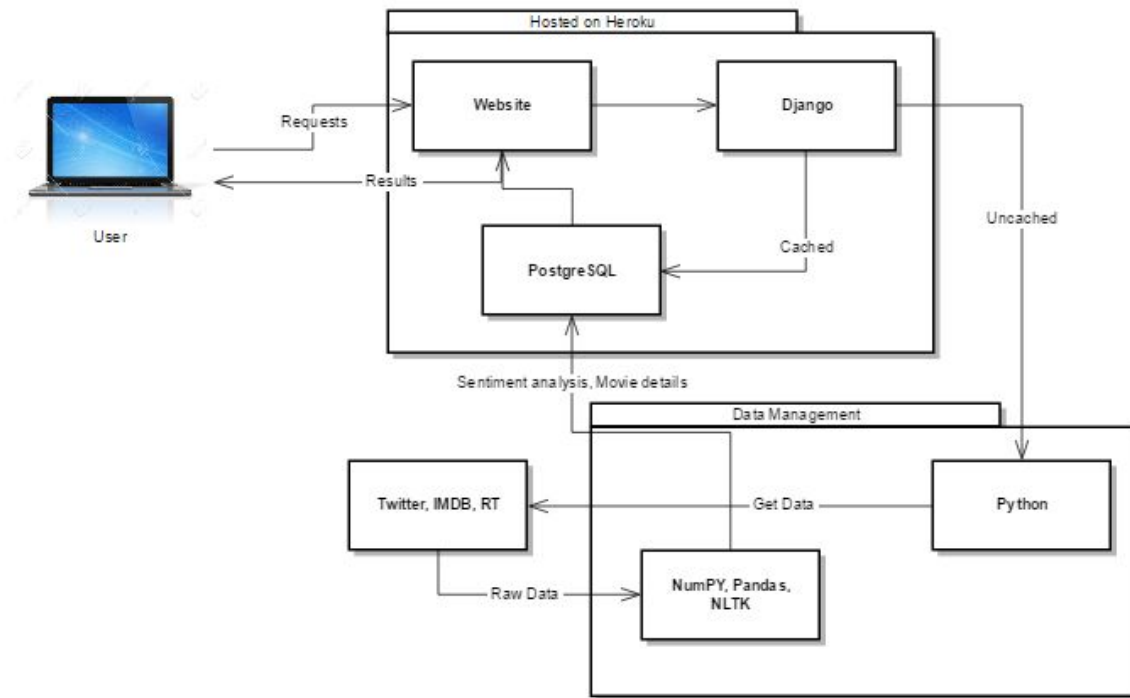 Hosted on Heroku
Website
Django
Requests
Results
User
Uncached
Cached
PostgreSQL
Sentiment analysis, Movie details
Data Management
Twitter, IMDB, RT
Get Data
Python
Raw Data
NumPY, Pandas,
NLTK